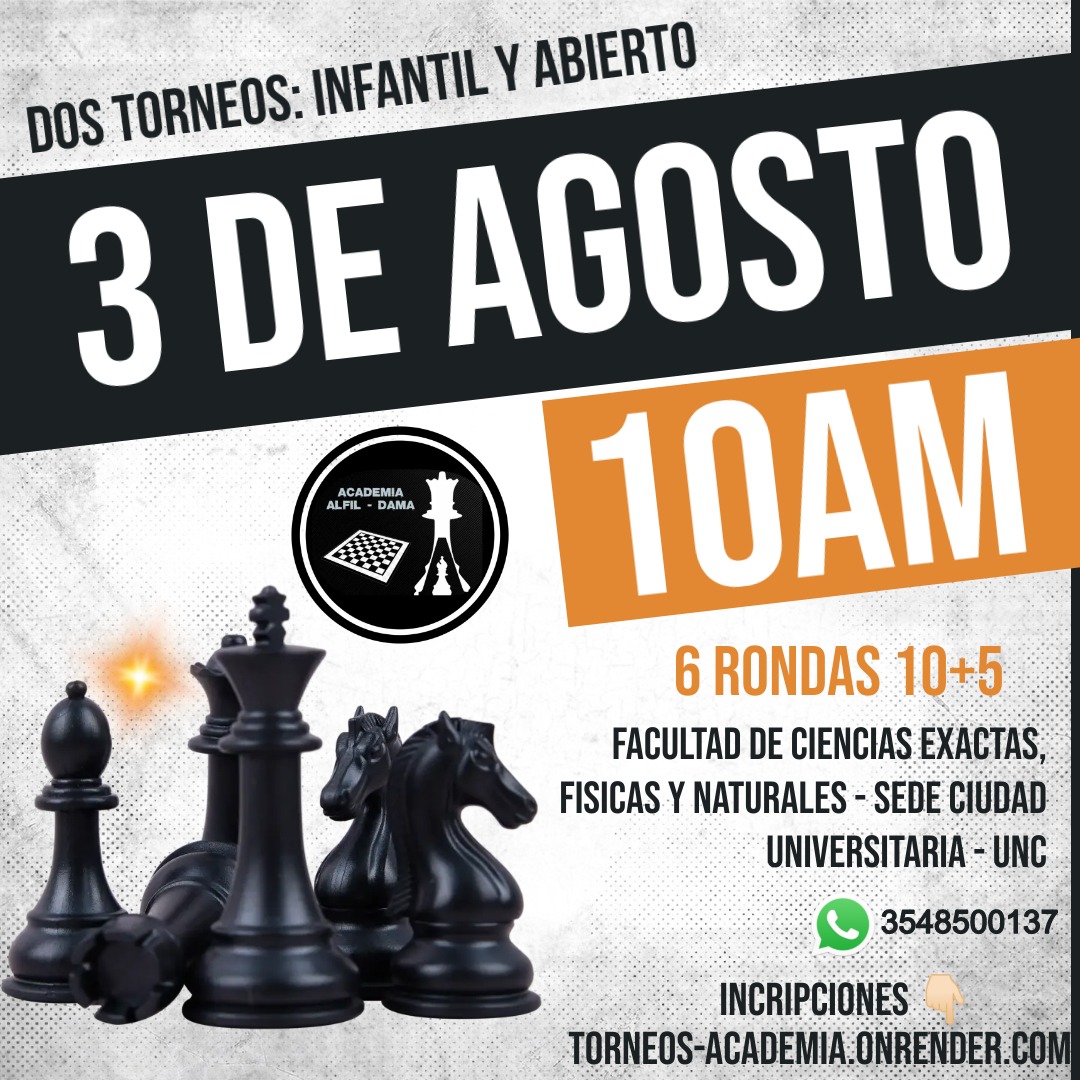 DOS TORNEOS: INFANTIL Y ABIERTO
3 DE AGOSTO
10AM
ACADEMIA
ALFIL - DAMA
6 RONDAS 10+5
FACULTAD DE CIENCIAS EXACTAS,
FISICAS Y NATURALES - SEDE CIUDAD
UNIVERSITARIA - UNC
3548500137
INCRIPCIONES 👇🏻
TORNEOS-ACADEMIA.ONRENDER.COM